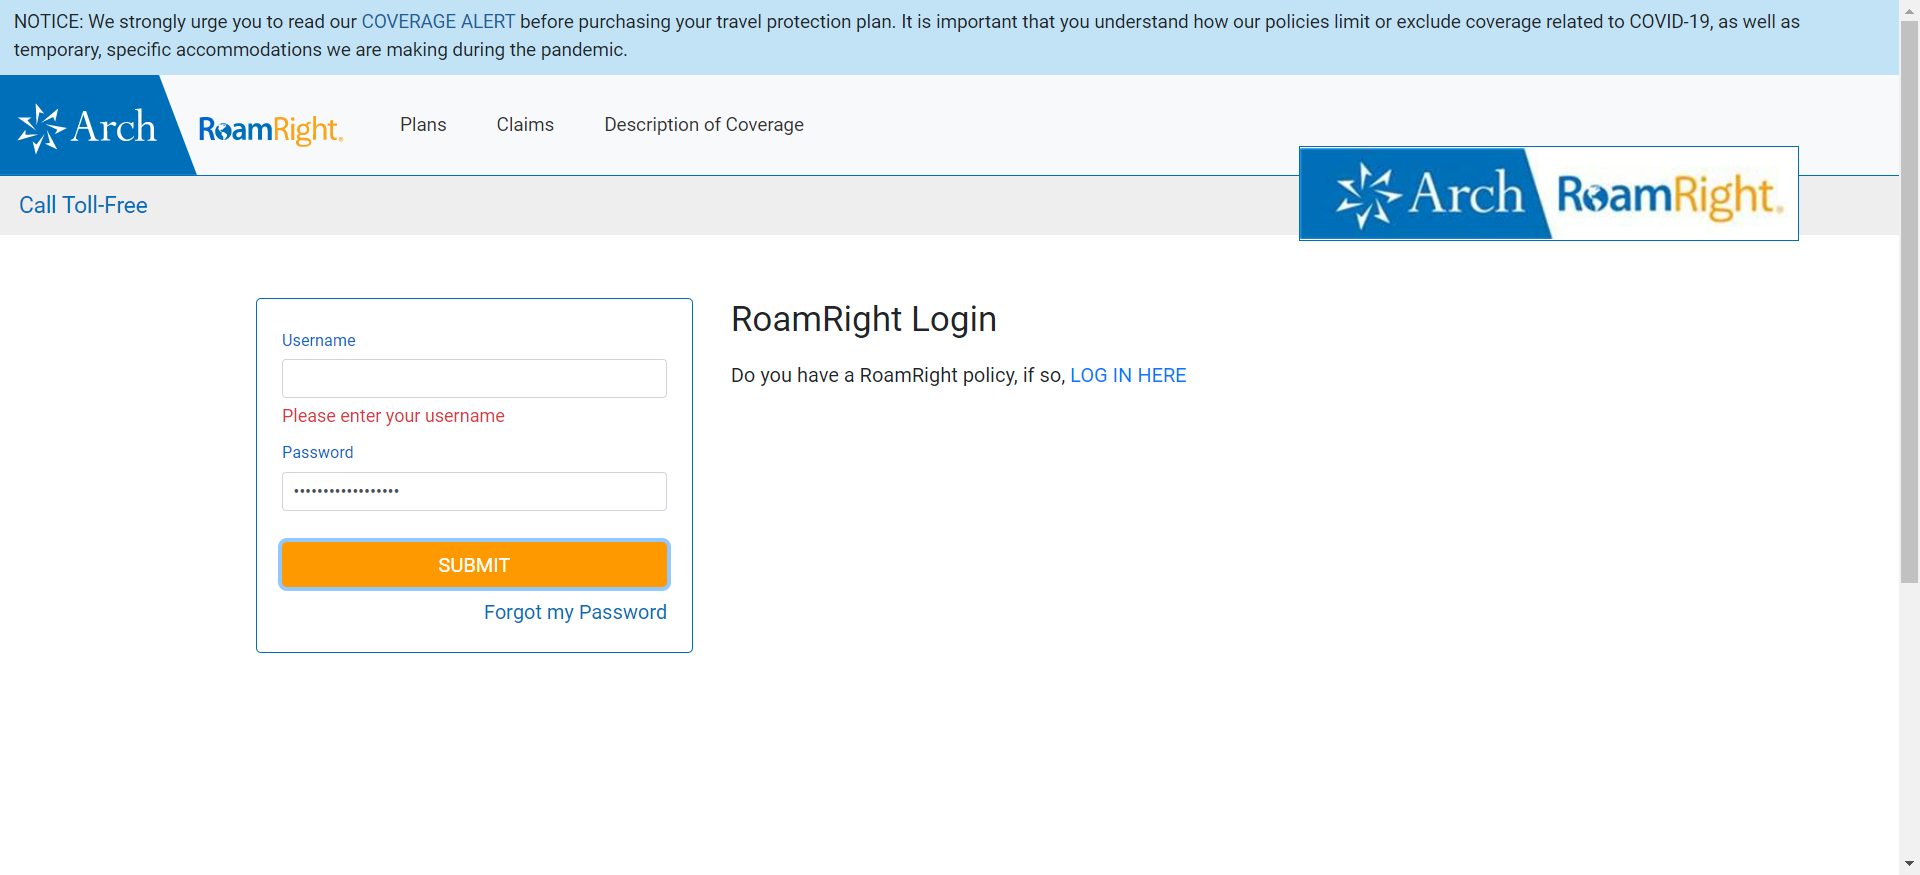 NOTICE: We strongly urge you to read our COVERAGE ALERT before purchasing your travel protection plan. It is important that you understand how our policies limit or exclude coverage related to COVID-19, as well as
temporary, specific accommodations we are making during the pandemic.
Arch RoamRight. Plans Claims Description of Coverage
Call Toll-Free
Arch RoamRight.
Username
Please enter your username
Password
••••••••••••••••••
SUBMIT
Forgot my Password
RoamRight Login
Do you have a RoamRight policy, if so, LOG IN HERE